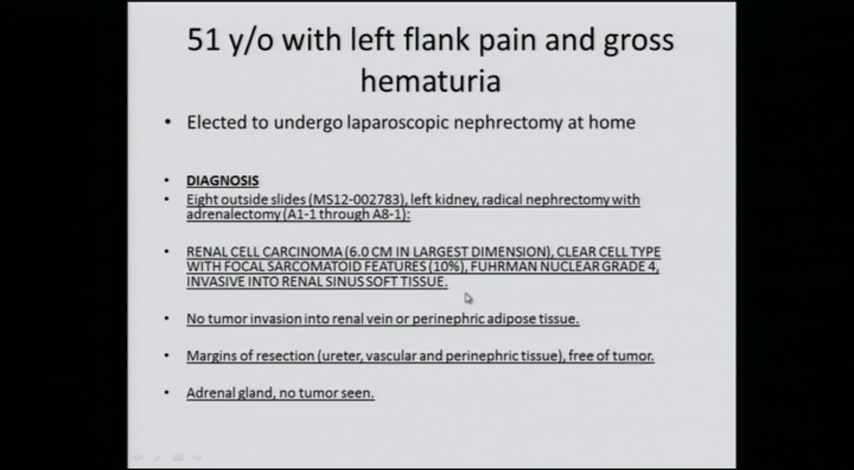 51 y/o with left flank pain and gross
hematuria
• Elected to undergo laparoscopic nephrectomy at home
• DIAGNOSIS
• Eight outside slides (MS12-002783), left kidney, radical nephrectomy with
adrenalectomy (A1-1 through A8-1):
• RENAL CELL CARCINOMA (6.0 CM IN LARGEST DIMENSION), CLEAR CELL TYPE
WITH FOCAL SARCOMATOID FEATURES (10%), FUHRMAN NUCLEAR GRADE 4,
INVASIVE INTO RENAL SINUS SOFT TISSUE.
• No tumor invasion into renal vein or perinephric adipose tissue.
• Margins of resection (ureter, vascular and perinephric tissue), free of tumor.
• Adrenal gland, no tumor seen.